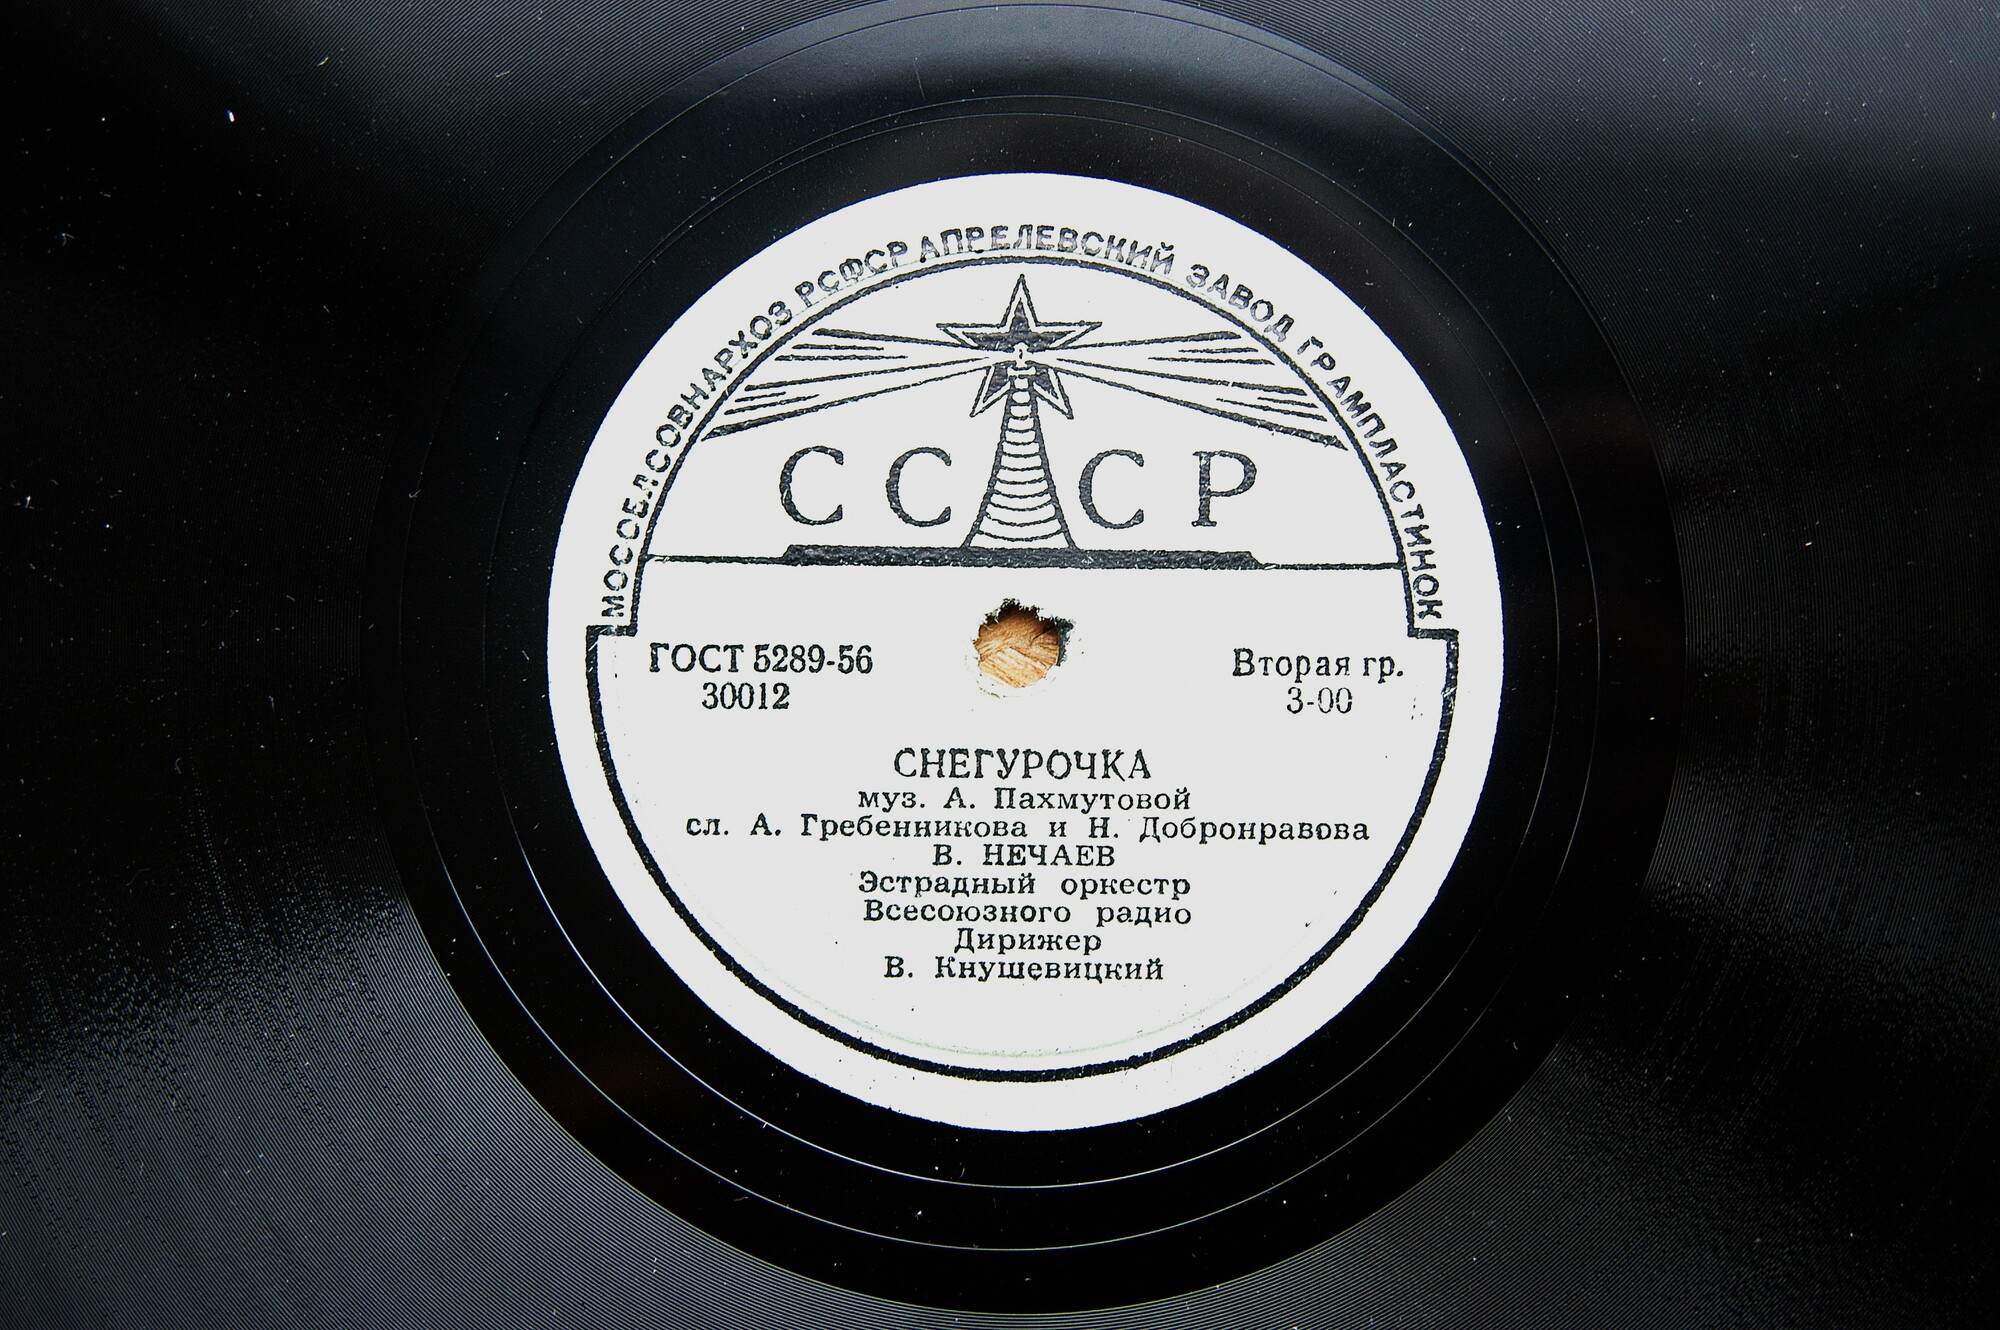 МОСОБЛСОВНАРХОЗ РСФСР АПРЕЛЕВСКИЙ ЗАВОД ГРАМПЛАСТИНОК
СССР
ГОСТ 5289-56
30012
Вторая гр.
3-00
СНЕГУРОЧКА
муз. А. Пахмутовой
сл. А. Гребенникова и Н. Добронравова
В. НЕЧАЕВ
Эстрадный оркестр
Всесоюзного радио
Дирижер
В. Кнушевицкий